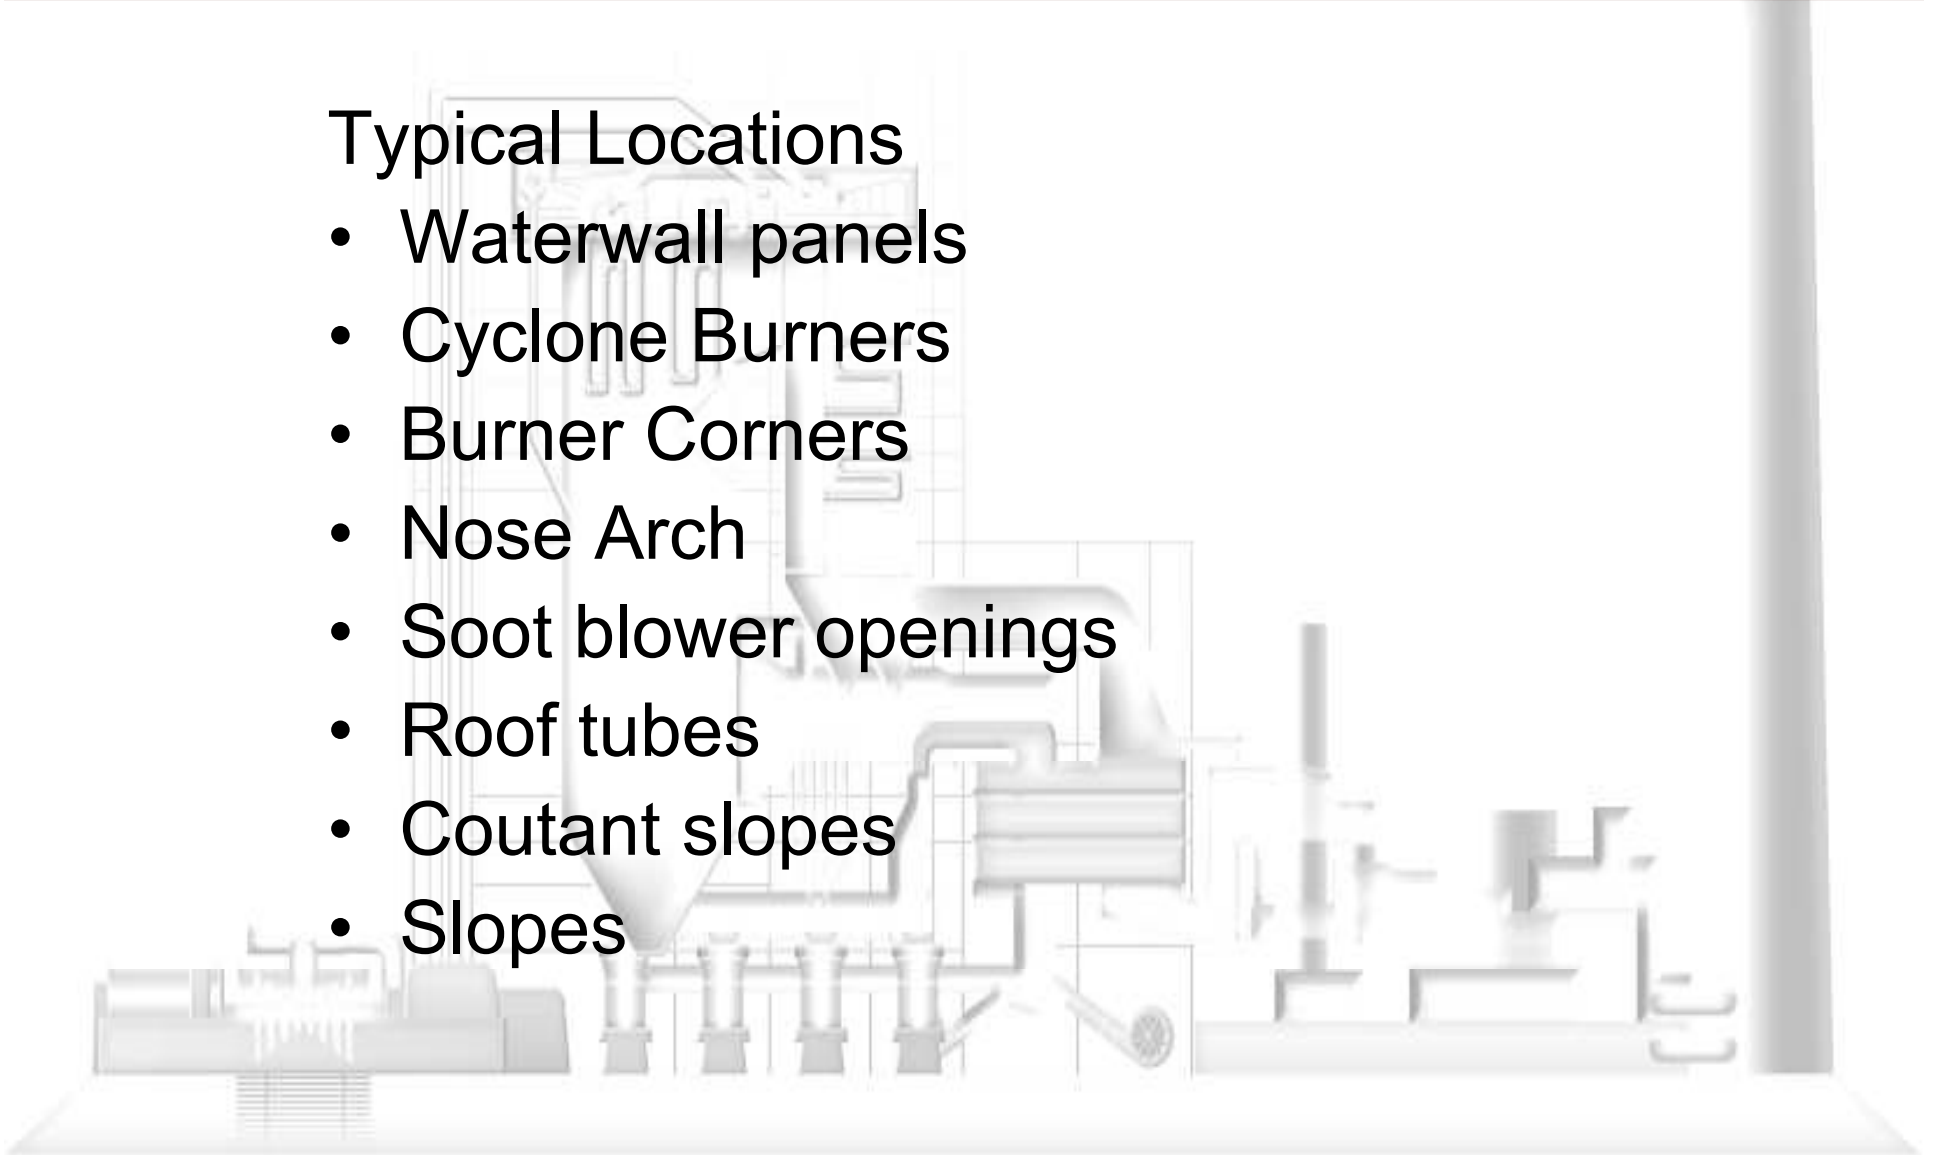 Typical Locations
• Waterwall panels
• Cyclone Burners
• Burner Corners
• Nose Arch
• Soot blower openings
• Roof tubes
• Coutant slopes
• Slopes